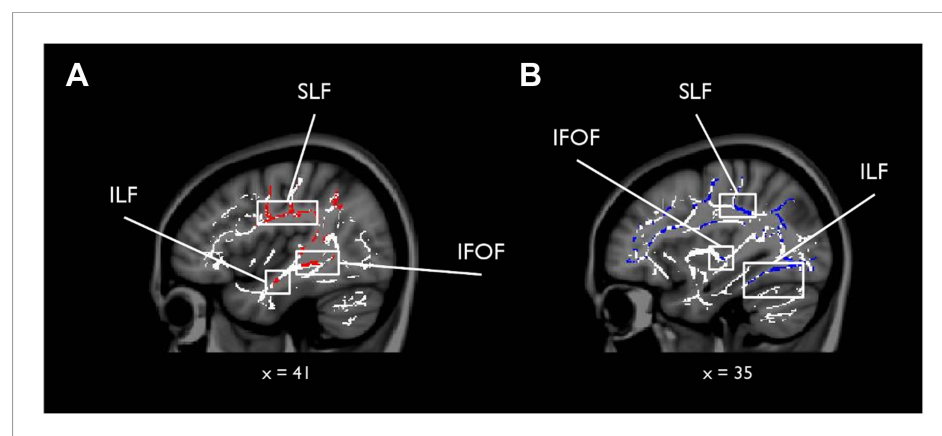 A
SLF
ILF
IFOF
x = 41
B
SLF
IFOF
ILF
x = 35